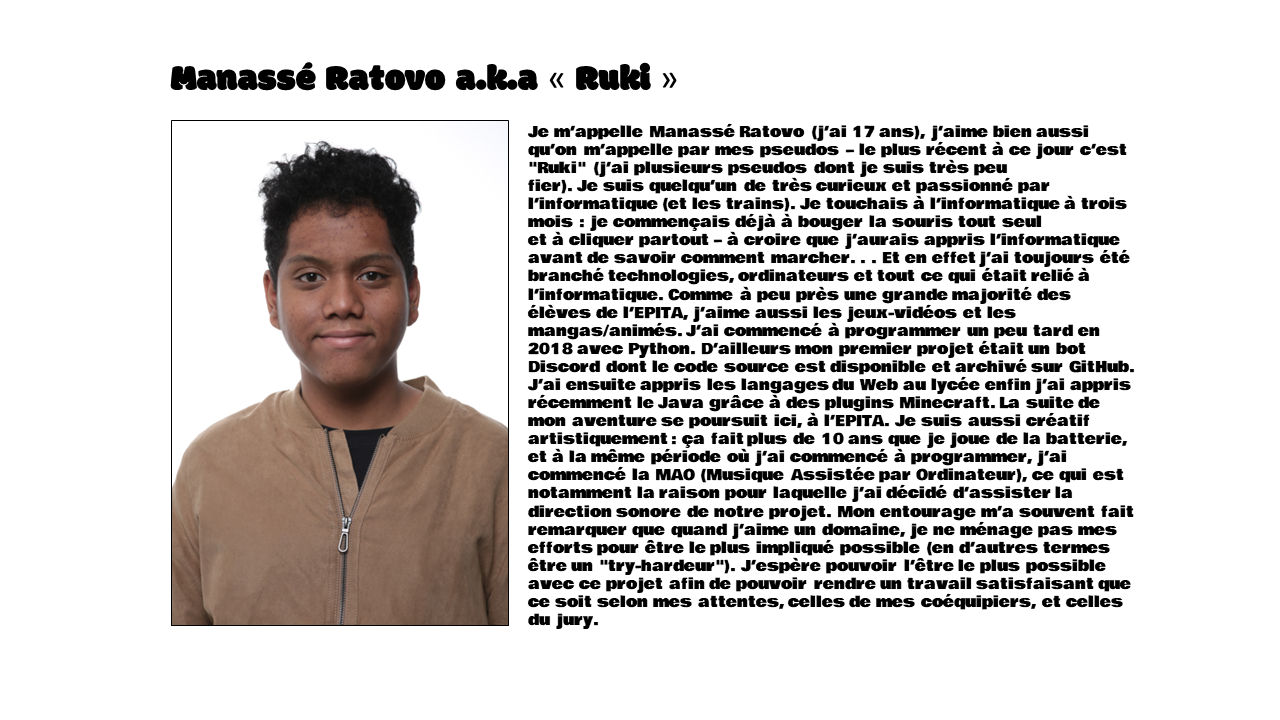 Manassé Ratovo a.k.a « Ruki »
Je m'appelle Manassé Ratovo (j'ai 17 ans), j'aime bien aussi
qu'on m'appelle par mes pseudos – le plus récent à ce jour c'est
"Ruki" (j'ai plusieurs pseudos dont je suis très peu
fier). Je suis quelqu'un de très curieux et passionné par
l'informatique (et les trains). Je touchais à l'informatique à trois
mois : je commençais déjà à bouger la souris tout seul
et à cliquer partout – à croire que j'aurais appris l'informatique
avant de savoir comment marcher. . . Et en effet j'ai toujours été
branché technologies, ordinateurs et tout ce qui était relié à
l'informatique. Comme à peu près une grande majorité des
élèves de l'EPITA, j'aime aussi les jeux-vidéos et les
mangas/animés. J'ai commencé à programmer un peu tard en
2018 avec Python. D'ailleurs mon premier projet était un bot
Discord dont le code source est disponible et archivé sur GitHub.
J'ai ensuite appris les langages du Web au lycée enfin j'ai appris
récemment le Java grâce à des plugins Minecraft. La suite de
mon aventure se poursuit ici, à l'EPITA. Je suis aussi créatif
artistiquement : ça fait plus de 10 ans que je joue de la batterie,
et à la même période où j'ai commencé à programmer, j'ai
commencé la MAO (Musique Assistée par Ordinateur), ce qui est
notamment la raison pour laquelle j'ai décidé d'assister la
direction sonore de notre projet. Mon entourage m'a souvent fait
remarquer que quand j'aime un domaine, je ne ménage pas mes
efforts pour être le plus impliqué possible (en d'autres termes
être un "try-hardeur"). J'espère pouvoir l'être le plus possible
avec ce projet afin de pouvoir rendre un travail satisfaisant que
ce soit selon mes attentes, celles de mes coéquipiers, et celles
du jury.